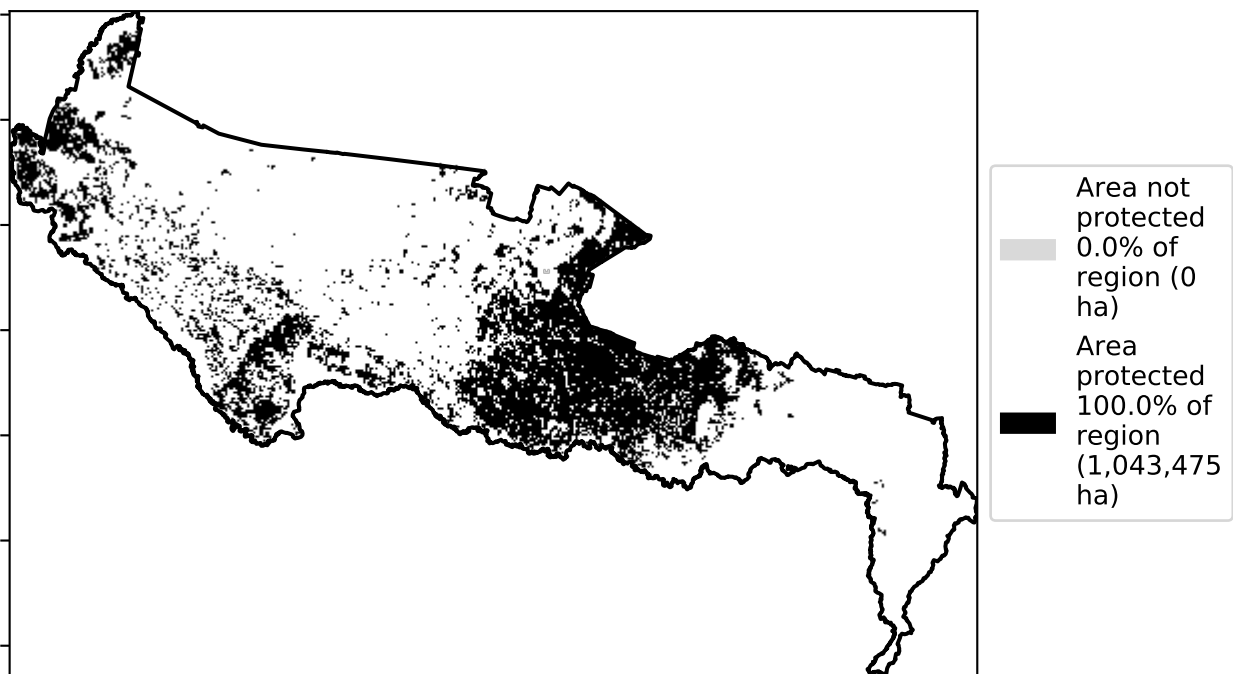 Area not
protected
0.0% of
region (0
ha)
Area
protected
100.0% of
region
(1,043,475
ha)